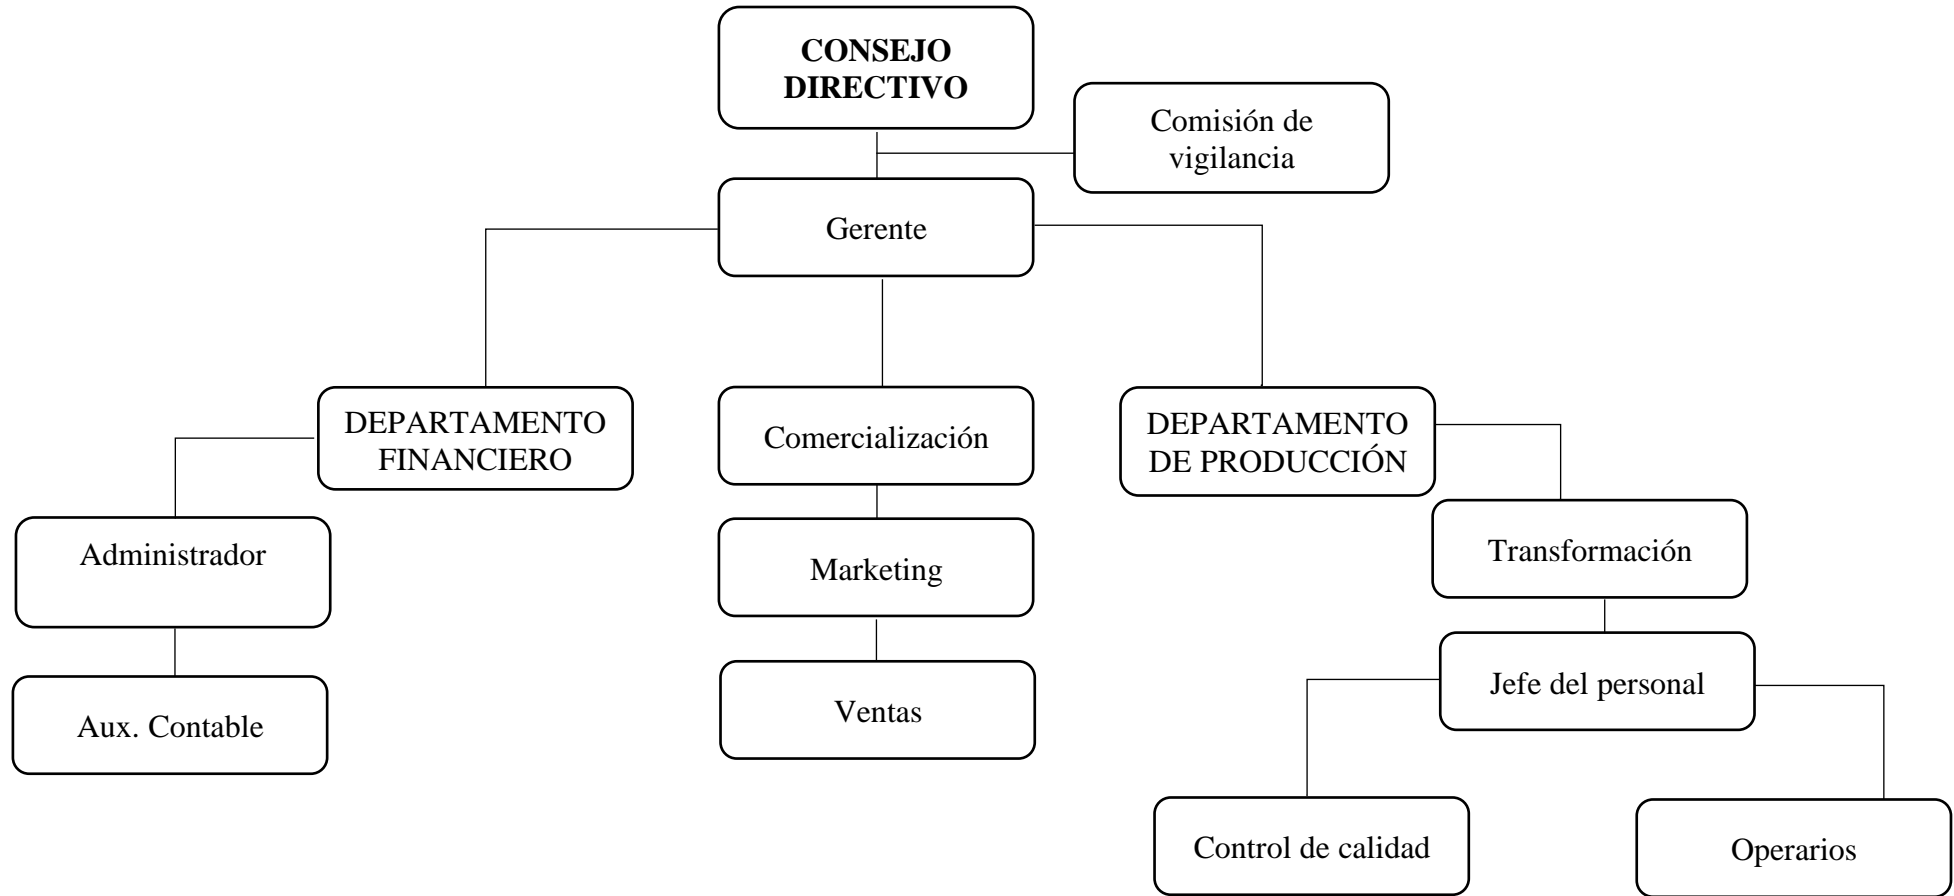 CONSEJO
DIRECTIVO
Comisión de
vigilancia
Gerente
DEPARTAMENTO
FINANCIERO
Comercialización
DEPARTAMENTO
DE PRODUCCIÓN
Administrador
Marketing
Transformación
Aux. Contable
Ventas
Jefe del personal
Control de calidad
Operarios